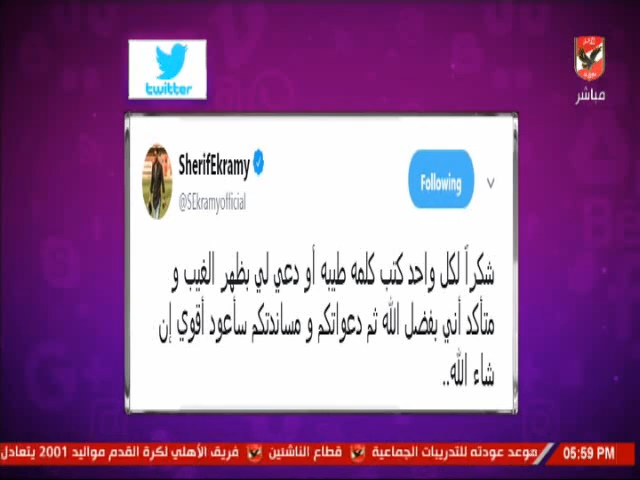 twitter
مباشر
SherifEkramy
@SEkramyofficial
Following
شكراً لكل واحد كتب كلمه طيبه أو دعي لي بظهر الغيب و
متأكد أني بفضل الله ثم دعواتكم و مساندتكم سأعود أقوي إن
شاء الله..
05:59 PM موعد عودته للتدريبات الجماعية قطاع الناشئين فريق الأهلي لكرة القدم مواليد 2001 يتعادل